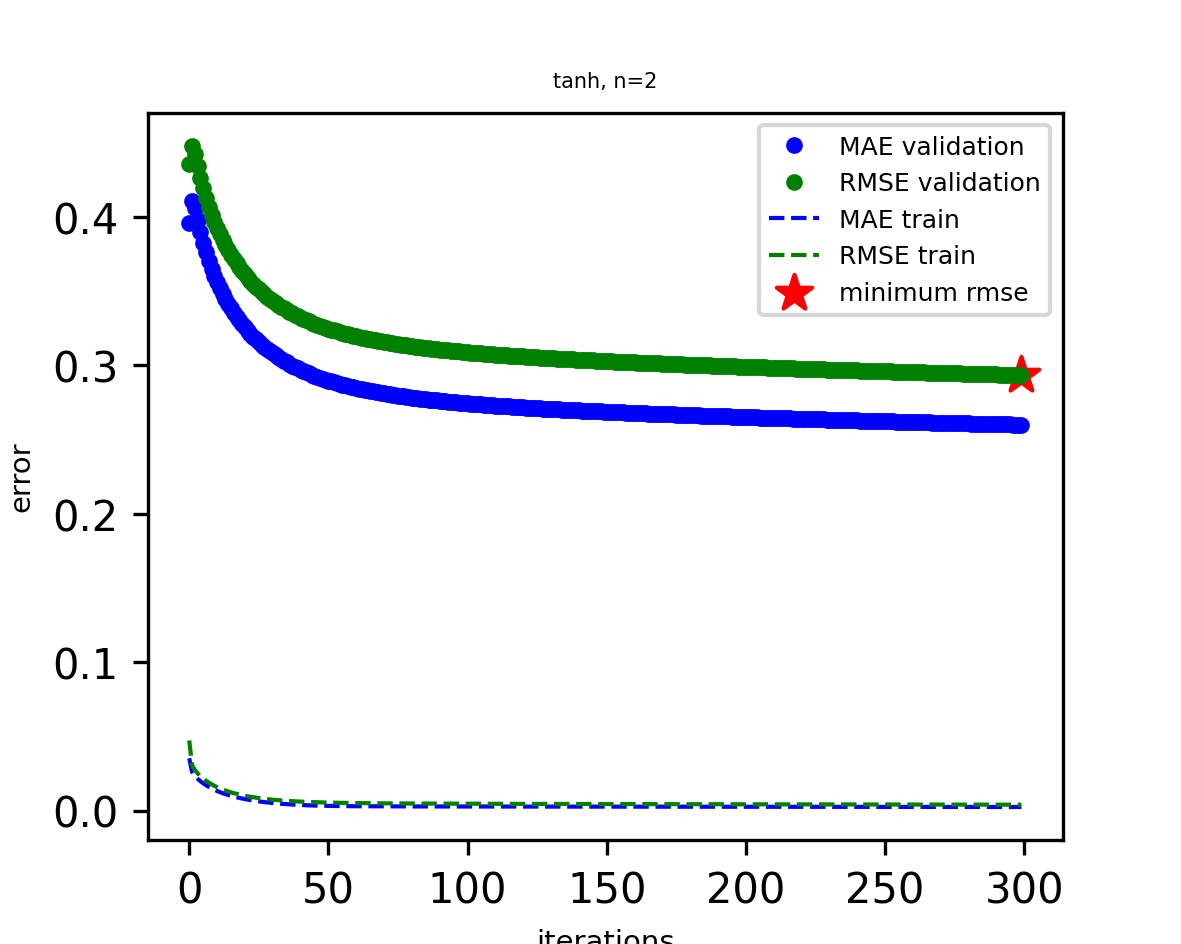 tanh, n=2
MAE validation
RMSE validation
MAE train
RMSE train
minimum rmse
error
0.4
0.3
0.2
0.1
0.0
0 50 100 150 200 250 300
iterations